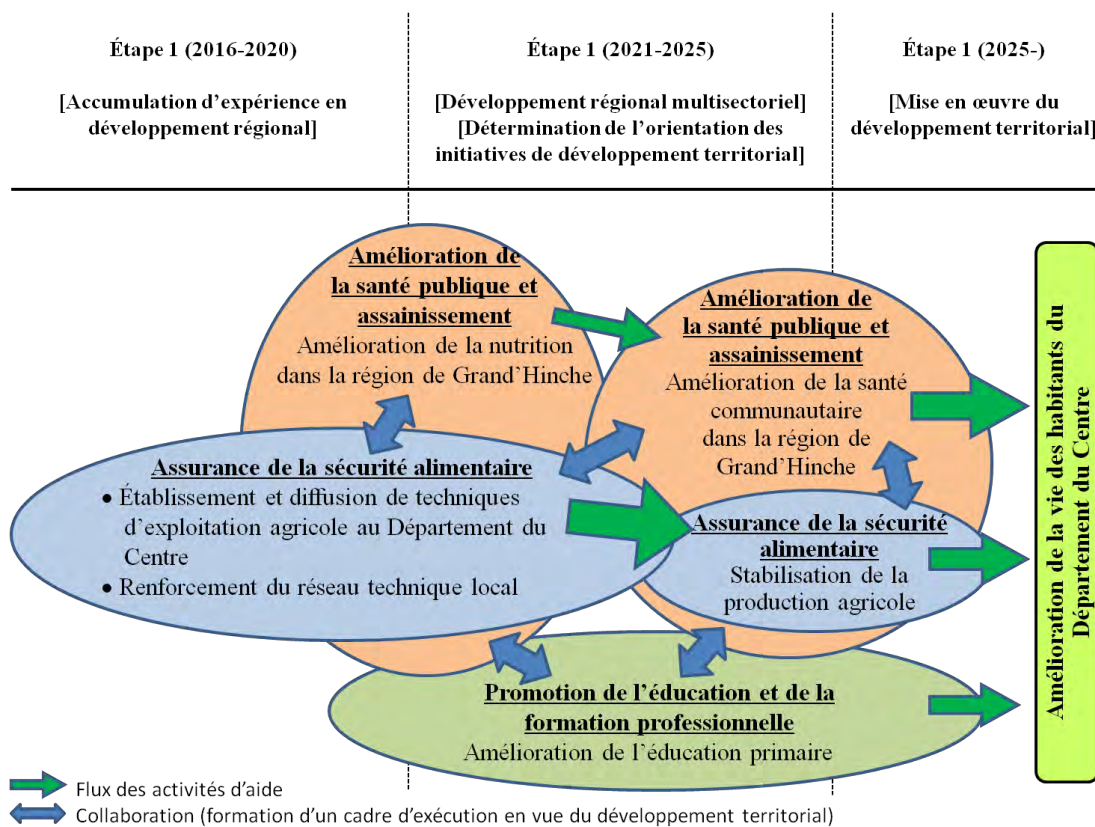 Étape 1 (2016-2020)
[Accumulation d'expérience en
développement régional]
Étape 1 (2021-2025)
[Développement régional multisectoriel]
[Détermination de l'orientation des
initiatives de développement territorial]
Étape 1 (2025-)
[Mise en œuvre du
développement territorial]
Amélioration de
la santé publique et
assainissement
Amélioration de la nutrition
dans la région de Grand'Hinche
Amélioration de
la santé publique et
assainissement
Amélioration de la santé
communautaire
dans la région de
Grand'Hinche
Assurance de la sécurité alimentaire
• Établissement et diffusion de techniques
d'exploitation agricole au Département du
Centre
• Renforcement du réseau technique local
Assurance de la sécurité
alimentaire
Stabilisation de la
production agricole
Promotion de l'éducation et de la
formation professionnelle
Amélioration de l'éducation primaire
Amélioration de la vie des habitants du
Département du Centre
Flux des activités d'aide
Collaboration (formation d'un cadre d'exécution en vue du développement territorial)